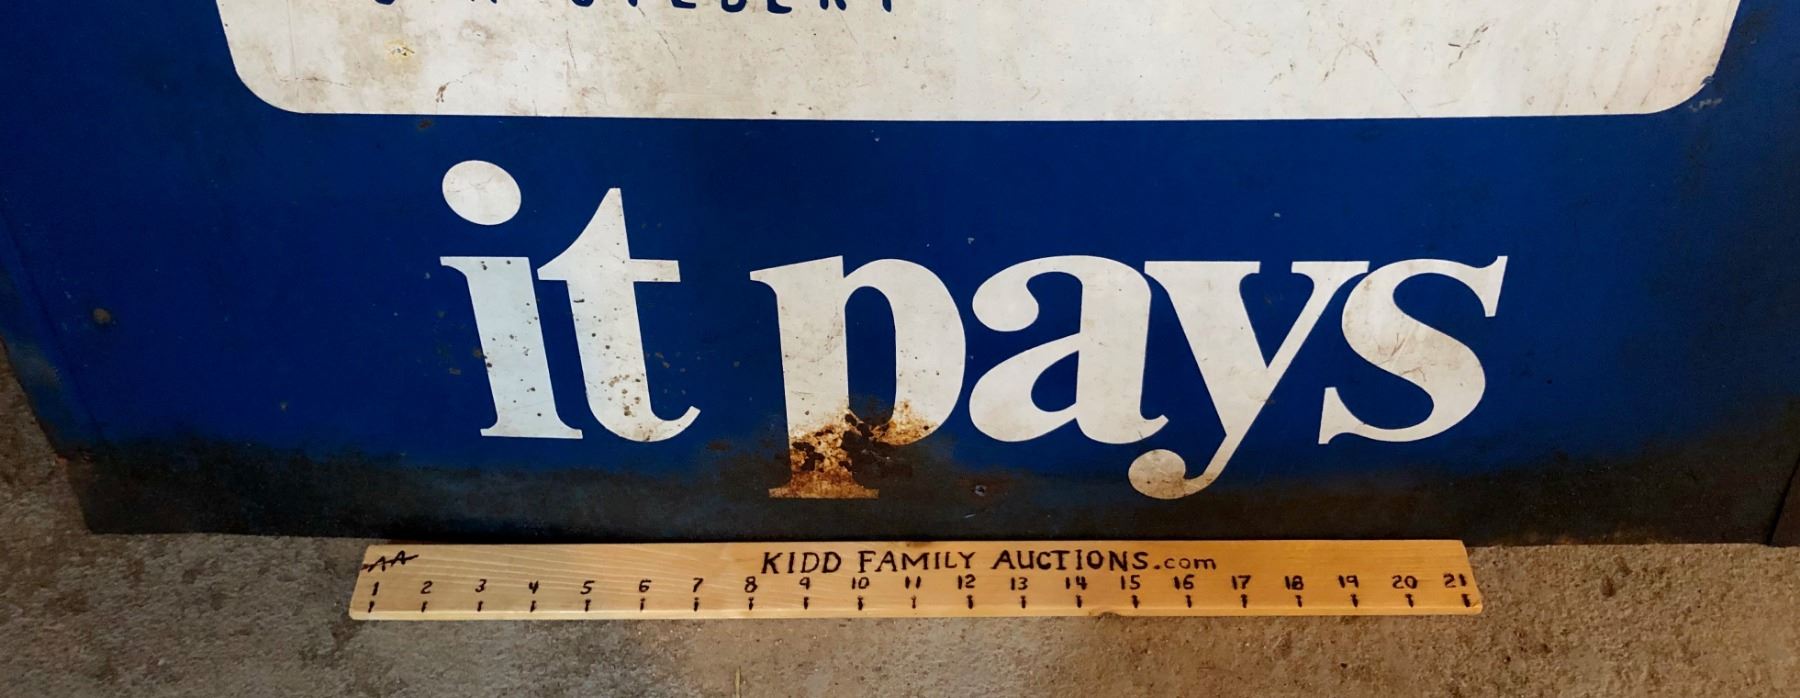 it pays
AA
KIDD FAMILY AUCTIONS.com
1 2 3 4 5 6 7 8 9 10 11 12 13 14 15 16 17 18 19 20 21